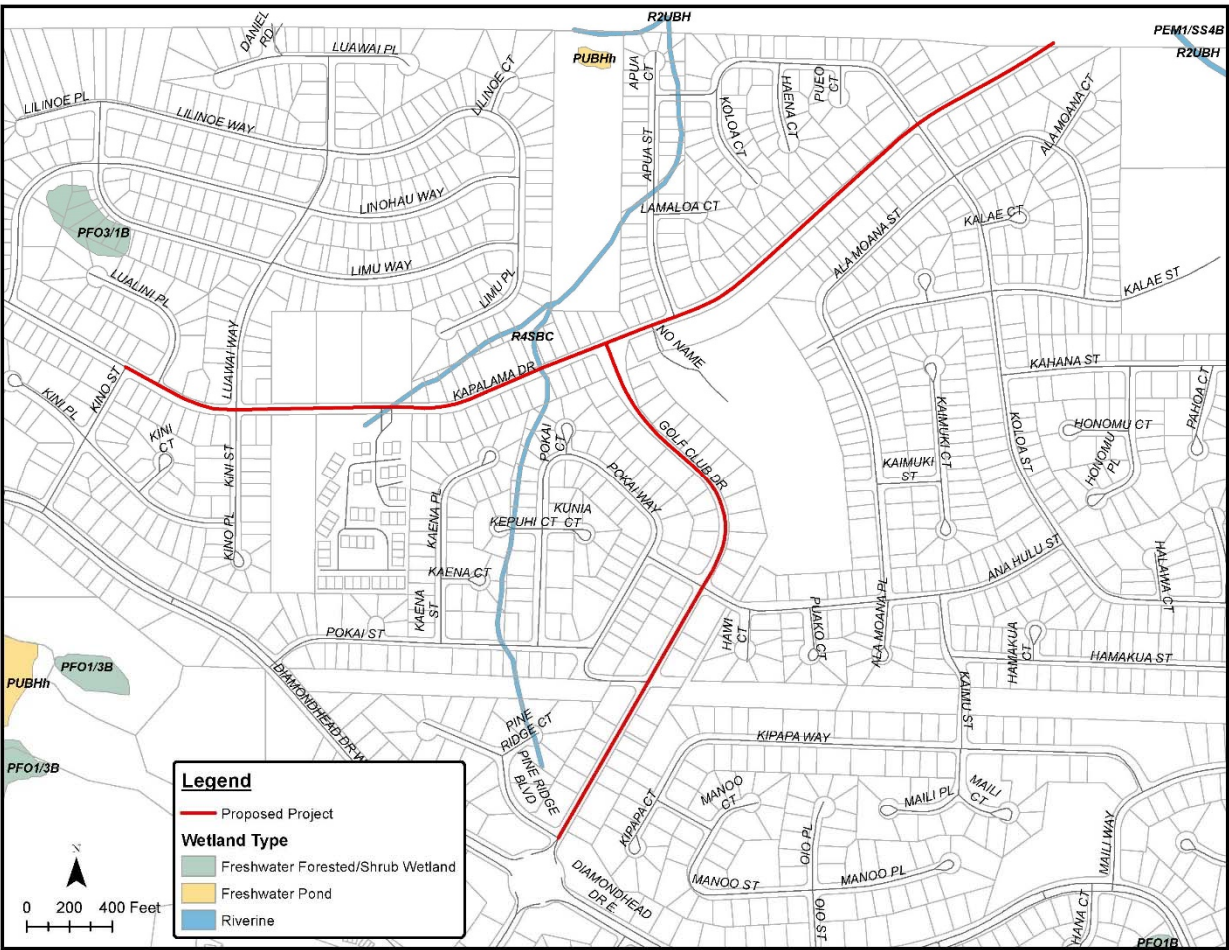 R2UBH
PEM1/SS4B
R2UBH
PUBHh
DANIEL
RD
LUAWAI PL
LILINOE CT
APUA
CT
PUEO
CT
HAENA CT
KOLOA CT
ALA MOANA CT
LILINOE PL
LILINOE WAY
APUA ST
LINOHAU WAY
LAMALOA CT
KALAE CT
PFO3/1B
LIMU WAY
ALA MOANA ST
LUALINI PL
LIMU PL
KALAE ST
R4SBC
NO NAME
LUAWAI WAY
KAPALAMA DR
KAHANA ST
KINO ST
KINI PL
KAIMUKI CT
PAHOA CT
KINI
CT
KINI ST
POKAI
CT
GOLF CLUB DR
KOLOA ST
HONOMU CT
HONOMU
PL
KAIMUKI
ST
POKAI WAY
KAENA PL
KUNIA
CT
KEPUHI CT
KINO PL
ANA HULU ST
HALAWA CT
KAENA CT
KAENA
ST
HAWI
CT
PUAKO CT
ALA MOANA PL
HAMAKUA
CT
POKAI ST
HAMAKUA ST
PFO1/3B
PUBHh
DIAMONDHEAD DR W
KAIMU ST
PINE
RIDGE CT
KIPAPA WAY
PFO1/3B
PINE RIDGE
BLVD
KIPAPA CT
MANOO
CT
MAILI PL
MAILI
CT
OIO PL
MAILI WAY
MANOO PL
MANOO ST
DIAMONDHEAD
DR E
OIO ST
HANA CT
PFO1B
Legend
Proposed Project
Wetland Type
Freshwater Forested/Shrub Wetland
Freshwater Pond
Riverine
N
0 200 400 Feet